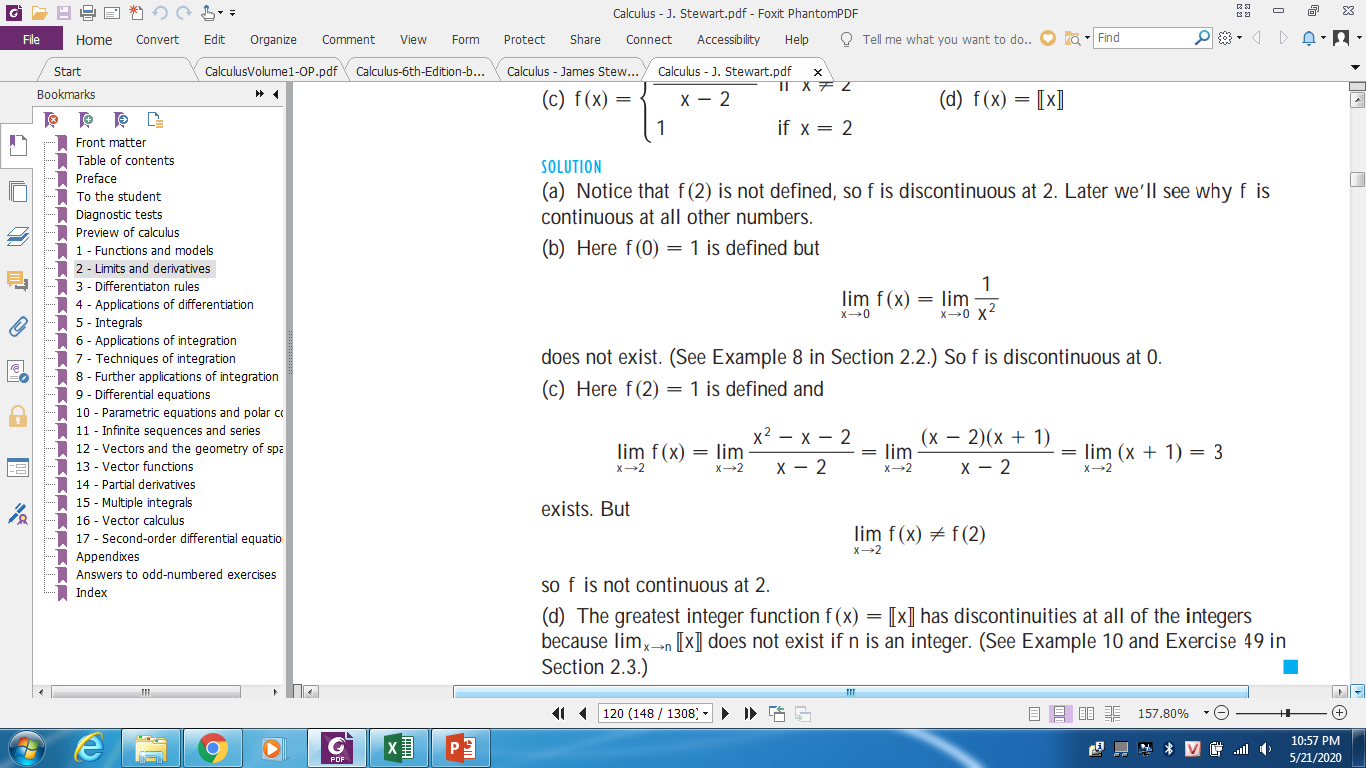 Calculus - J. Stewart.pdf - Foxit PhantomPDF
File Home Convert Edit Organize Comment View Form Protect Share Connect Accessibility Help Tell me what you want to do.. Find
Start CalculusVolume1-OP.pdf Calculus-6th-Edition-b... Calculus - James Stew... Calculus - J. Stewart.pdf
Bookmarks
Front matter
Table of contents
Preface
To the student
Diagnostic tests
Preview of calculus
1 - Functions and models
2 - Limits and derivatives
3 - Differentiaton rules
4 - Applications of differentiation
5 - Integrals
6 - Applications of integration
7 - Techniques of integration
8 - Further applications of integration
9 - Differential equations
10 - Parametric equations and polar co
11 - Infinite sequences and series
12 - Vectors and the geometry of spa
13 - Vector functions
14 - Partial derivatives
15 - Multiple integrals
16 - Vector calculus
17 - Second-order differential equatio
Appendixes
Answers to odd-numbered exercises
Index
(c) f(x) = { x − 2 if x ≠ 2 (d) f(x) = ⟦x⟧
1 if x = 2
SOLUTION
(a) Notice that f(2) is not defined, so f is discontinuous at 2. Later we'll see why f is
continuous at all other numbers.
(b) Here f(0) = 1 is defined but
lim x→0 f(x) = lim x→0 1/x²
does not exist. (See Example 8 in Section 2.2.) So f is discontinuous at 0.
(c) Here f(2) = 1 is defined and
lim x→2 f(x) = lim x→2 (x² − x − 2)/(x − 2) = lim x→2 (x − 2)(x + 1)/(x − 2) = lim x→2 (x + 1) = 3
exists. But
lim x→2 f(x) ≠ f(2)
so f is not continuous at 2.
(d) The greatest integer function f(x) = ⟦x⟧ has discontinuities at all of the integers
because lim x→n ⟦x⟧ does not exist if n is an integer. (See Example 10 and Exercise 49 in
Section 2.3.)
120 (148 / 1308) 157.80%
PDF
10:57 PM
5/21/2020